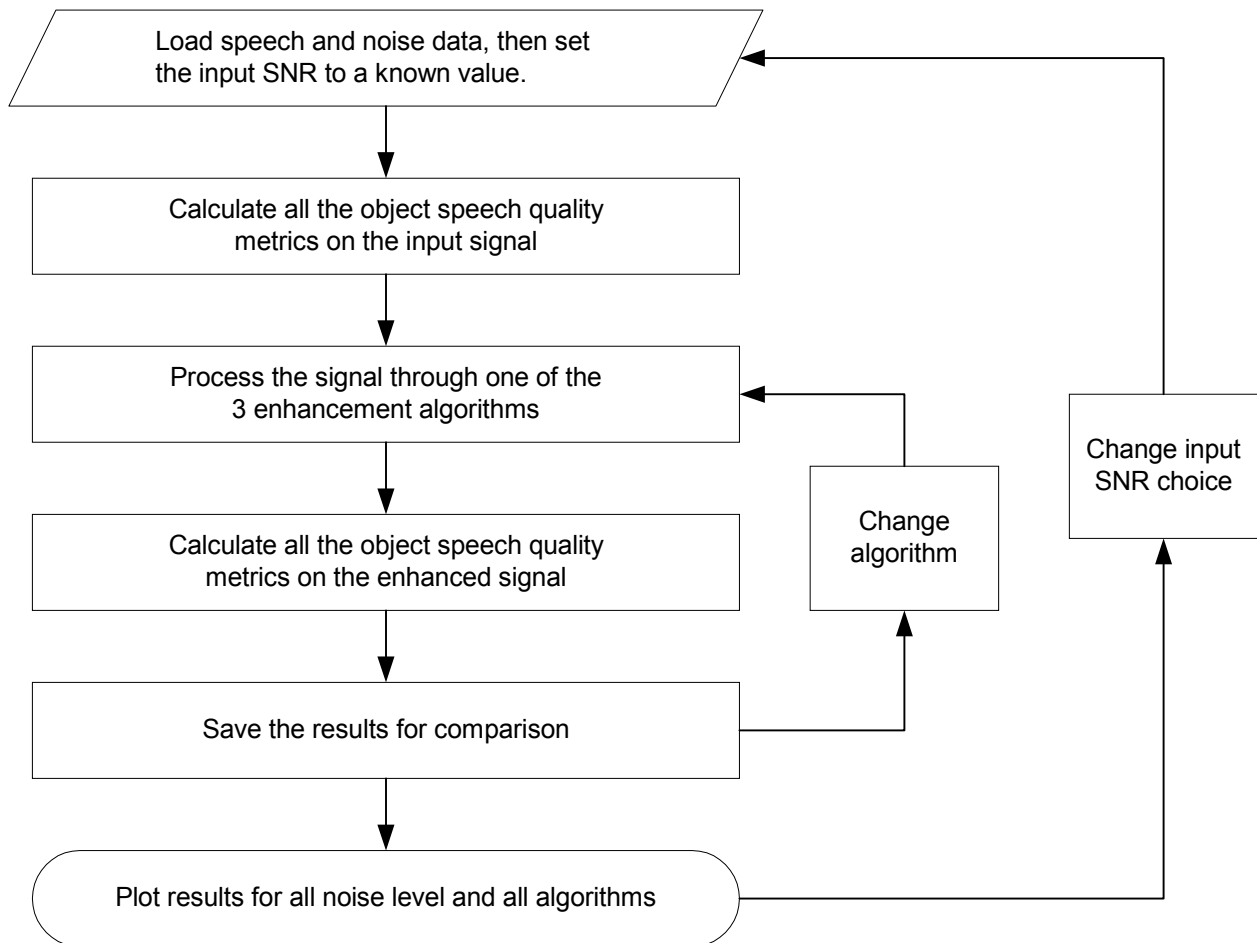 Load speech and noise data, then set
the input SNR to a known value.
Calculate all the object speech quality
metrics on the input signal
Process the signal through one of the
3 enhancement algorithms
Change input
SNR choice
Change
algorithm
Calculate all the object speech quality
metrics on the enhanced signal
Save the results for comparison
Plot results for all noise level and all algorithms